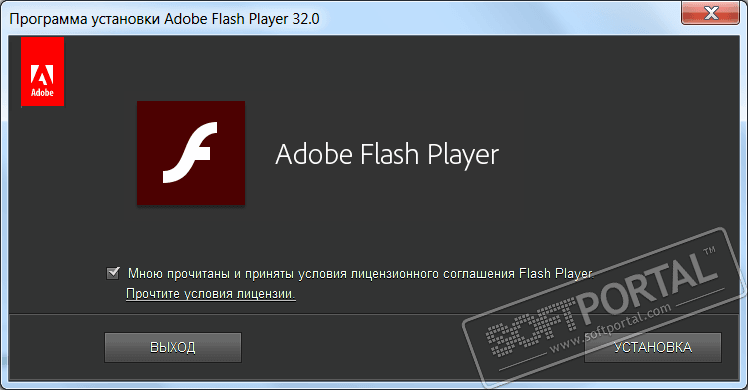 Программа установки Adobe Flash Player 32.0
Adobe
Adobe Flash Player
Мною прочитаны и приняты условия лицензионного соглашения Flash Player
Прочтите условия лицензии.
SOFTPORTAL™
www.softportal.com
ВЫХОД
УСТАНОВКА